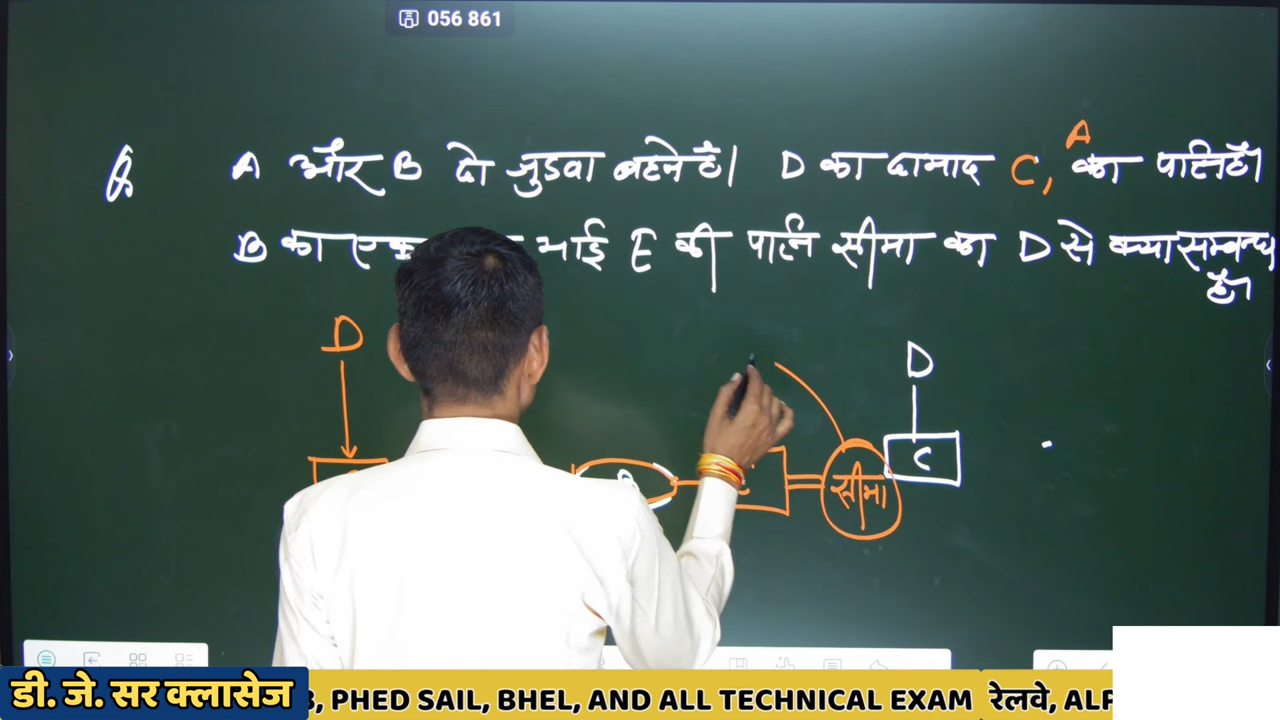 056 861
Q. A और B दो जुडवा बहने हैं। D का दामाद C, A का पति है।
B का एक भाई E की पत्नि सीमा का D से क्या सम्बन्ध है।
D
D
C
सीमा
डी. जे. सर क्लासेज
B, PHED SAIL, BHEL, AND ALL TECHNICAL EXAM रेलवे, ALP